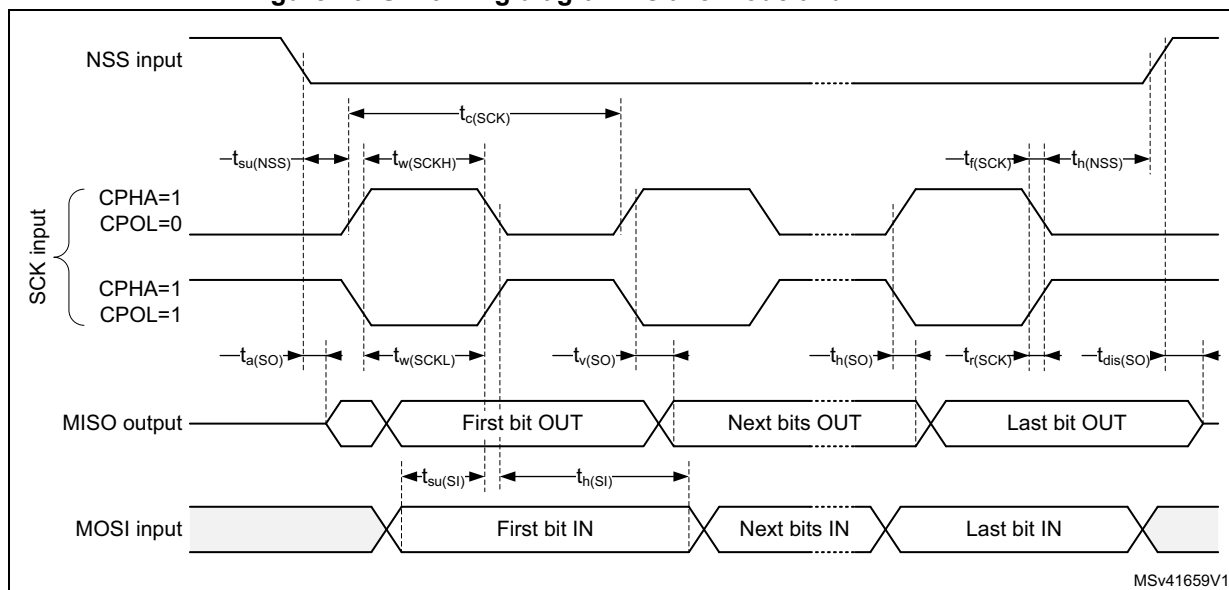 NSS input
tc(SCK)
tsu(NSS)
tw(SCKH)
tf(SCK)
th(NSS)
SCK input
CPHA=1
CPOL=0
CPHA=1
CPOL=1
ta(SO)
tw(SCKL)
tv(SO)
th(SO)
tr(SCK)
tdis(SO)
MISO output
First bit OUT
Next bits OUT
Last bit OUT
tsu(SI)
th(SI)
MOSI input
First bit IN
Next bits IN
Last bit IN
MSv41659V1